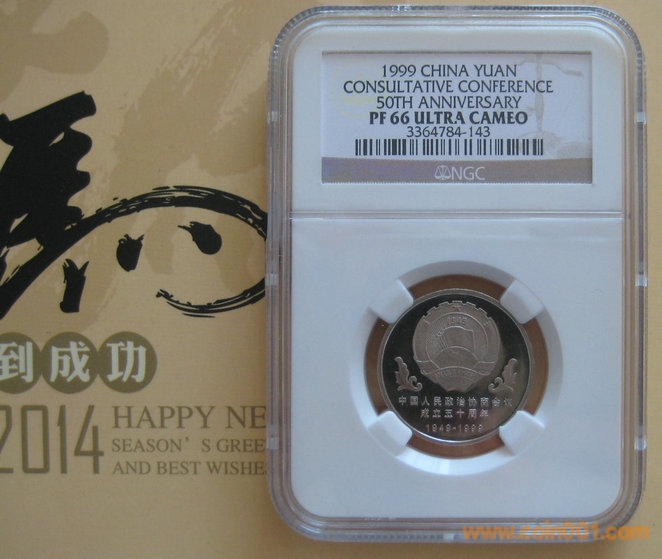 1999 CHINA YUAN
CONSULTATIVE CONFERENCE
50TH ANNIVERSARY
PF 66 ULTRA CAMEO
3364784-143
NGC
中国人民政治协商会议
成立五十周年
1949-1999
馬
到成功
2014 HAPPY NE
SEASON'S GREE
AND BEST WISHES
www.coin001.com